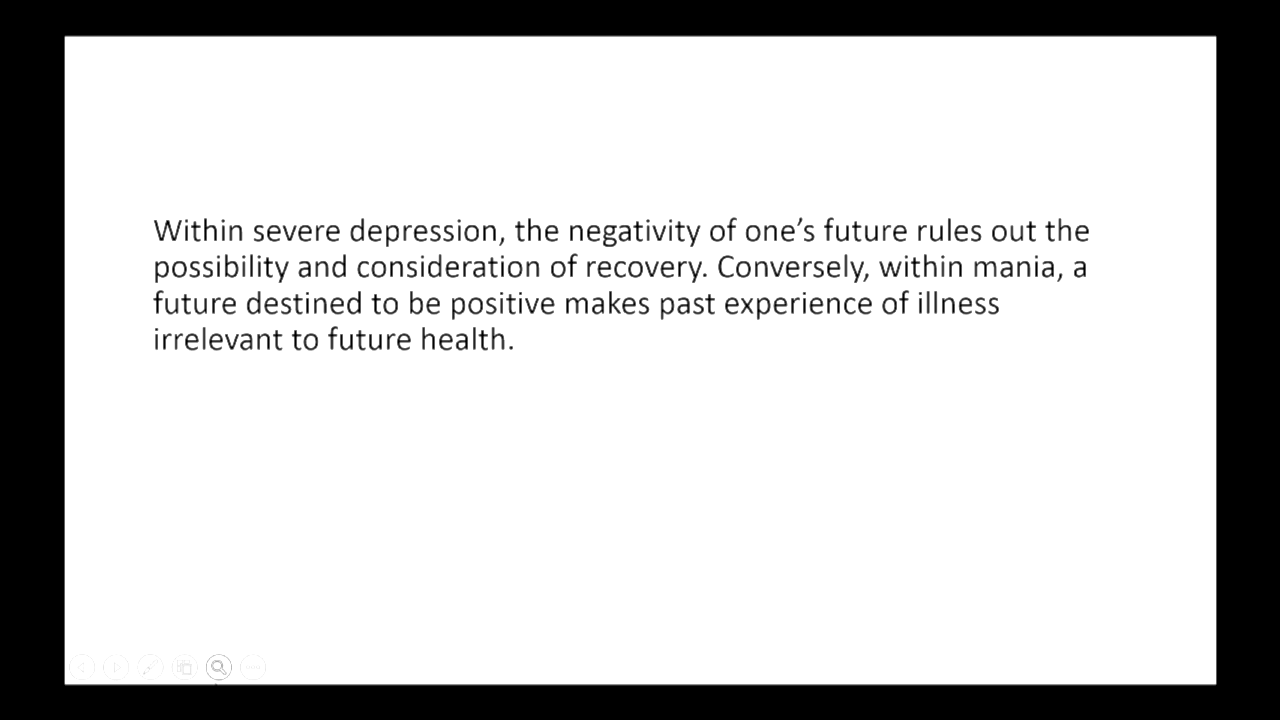 Within severe depression, the negativity of one’s future rules out the
possibility and consideration of recovery. Conversely, within mania, a
future destined to be positive makes past experience of illness
irrelevant to future health.